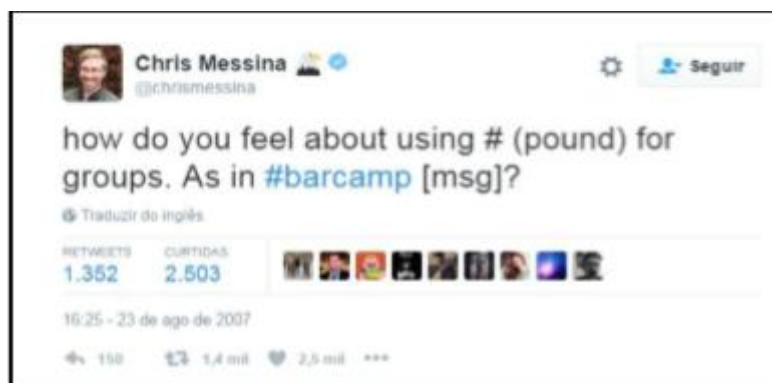 Chris Messina
@chrismessina
Seguir
how do you feel about using # (pound) for
groups. As in #barcamp [msg]?
Traduzir do inglês
RETWEETS CURTIDAS
1.352 2.503
16:25 - 23 de ago de 2007
150 1,4 mil 2,5 mil